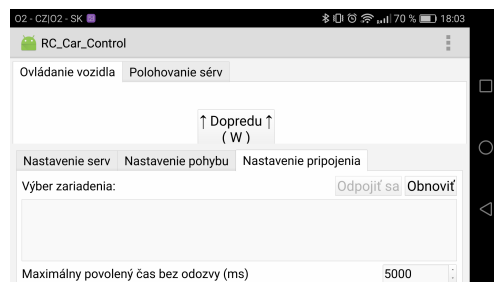 O2 - CZ|O2 - SK 70 % 18:03
RC_Car_Control
Ovládanie vozidla Polohovanie sérv
↑ Dopredu ↑
( W )
Nastavenie serv Nastavenie pohybu Nastavenie pripojenia
Výber zariadenia: Odpojiť sa Obnoviť
Maximálny povolený čas bez odozvy (ms) 5000